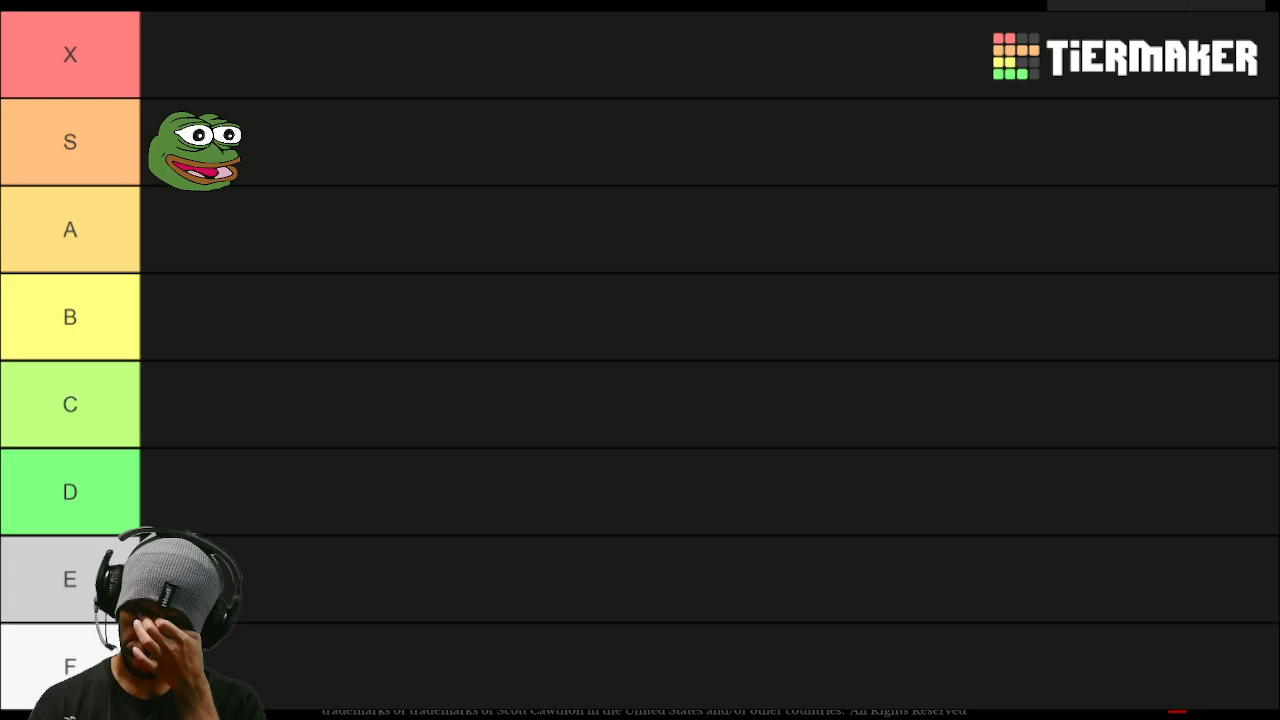 X
TiERMAKER
S
A
B
C
D
E
F
trademarks or trademarks of Scott Cawthon in the United States and/or other countries. All Rights Reserved